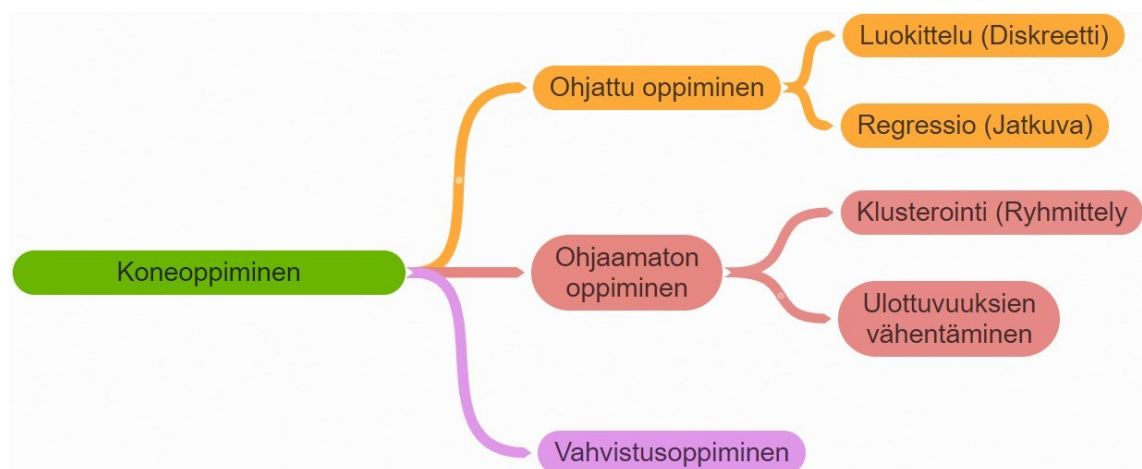 Luokittelu (Diskreetti)
Ohjattu oppiminen
Regressio (Jatkuva)
Klusterointi (Ryhmittely
Koneoppiminen
Ohjaamaton
oppiminen
Ulottuvuuksien
vähentäminen
Vahvistusoppiminen